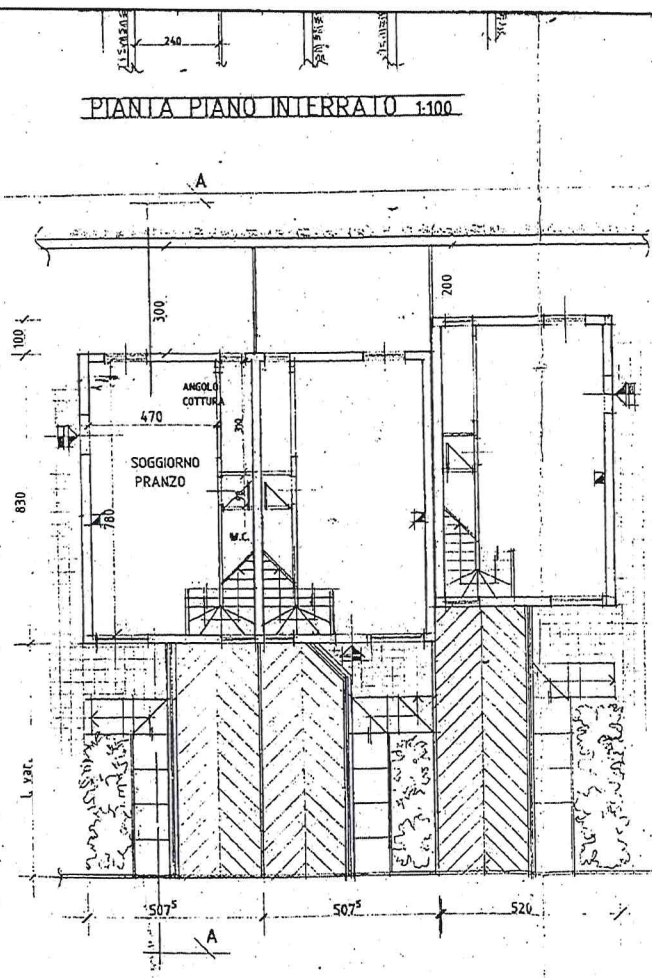 240
PIANTA PIANO INTERRATO 1:100
A
300
200
100
ANGOLO
COTTURA
470
SOGGIORNO
PRANZO
830
780
W.C.
L var.
507⁵
507⁵
520
A